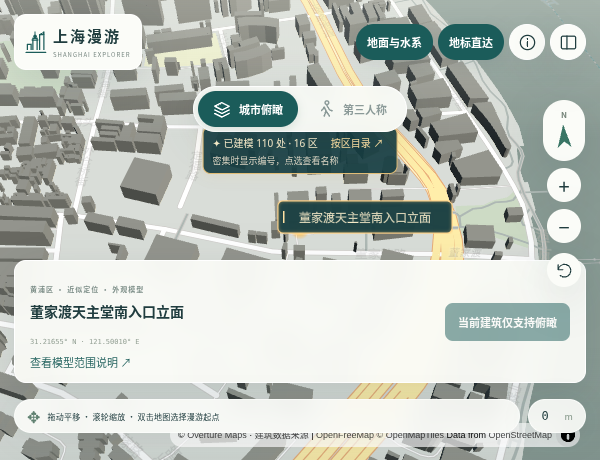 上海漫游
SHANGHAI EXPLORER
地面与水系
地标直达
城市俯瞰
第三人称
N
✦ 已建模 110 处 · 16 区 按区目录 ↗
密集时显示编号，点选查看名称
董家渡天主堂南入口立面
+
−
黄浦区 · 近似定位 · 外观模型
董家渡天主堂南入口立面
当前建筑仅支持俯瞰
31.21655° N · 121.50010° E
查看模型范围说明 ↗
拖动平移 · 滚轮缩放 · 双击地图选择漫游起点
0 m
© Overture Maps · 建筑数据来源 | OpenFreeMap © OpenMapTiles Data from OpenStreetMap